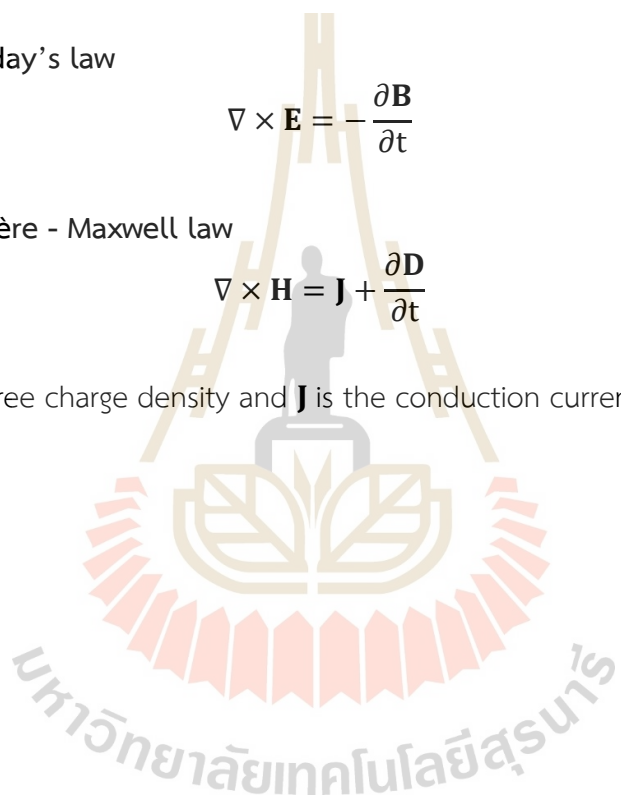 day's law
∇ × E = − ∂B/∂t
ère - Maxwell law
∇ × H = J + ∂D/∂t
ree charge density and J is the conduction curren
มหาวิทยาลัยเทคโนโลยีสุรนารี